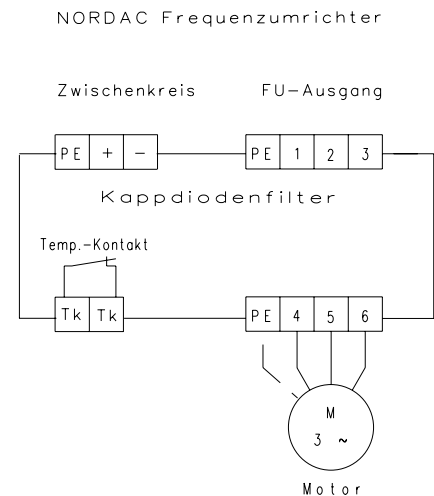 NORDAC Frequenzumrichter
Zwischenkreis FU-Ausgang
PE + - PE 1 2 3
Kappdiodenfilter
Temp.-Kontakt
Tk Tk PE 4 5 6
M
3 ~
Motor